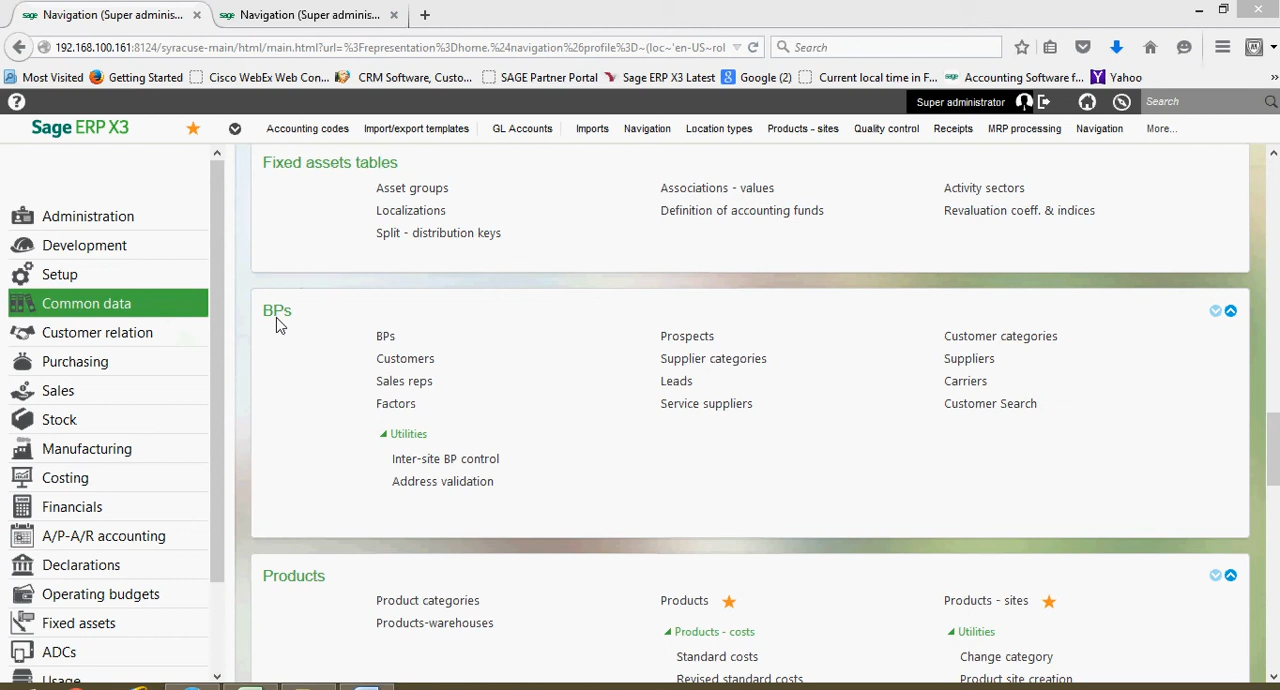 Navigation (Super adminis...
Navigation (Super adminis...
192.168.100.161:8124/syracuse-main/html/main.html?url=%3Frepresentation%3Dhome.%24navigation%26profile%3D~(loc~'en-US~rol
Search
Most Visited
Getting Started
Cisco WebEx Web Con...
CRM Software, Custo...
SAGE Partner Portal
Sage ERP X3 Latest
Google (2)
Current local time in F...
Accounting Software f...
Yahoo
Super administrator
Search
Sage ERP X3
Accounting codes
Import/export templates
GL Accounts
Imports
Navigation
Location types
Products - sites
Quality control
Receipts
MRP processing
Navigation
More...
Administration
Development
Setup
Common data
Customer relation
Purchasing
Sales
Stock
Manufacturing
Costing
Financials
A/P-A/R accounting
Declarations
Operating budgets
Fixed assets
ADCs
Usage
Fixed assets tables
Asset groups
Associations - values
Activity sectors
Localizations
Definition of accounting funds
Revaluation coeff. & indices
Split - distribution keys
BPs
BPs
Prospects
Customer categories
Customers
Supplier categories
Suppliers
Sales reps
Leads
Carriers
Factors
Service suppliers
Customer Search
Utilities
Inter-site BP control
Address validation
Products
Product categories
Products
Products - sites
Products-warehouses
Products - costs
Utilities
Standard costs
Change category
Revised standard costs
Product site creation